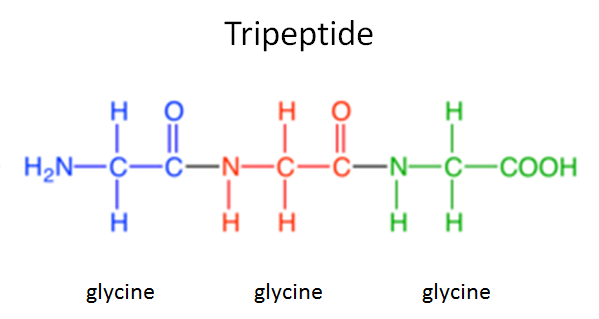 Tripeptide
H O H O H
H₂N C C N C C N C COOH
H H H H H
glycine glycine glycine